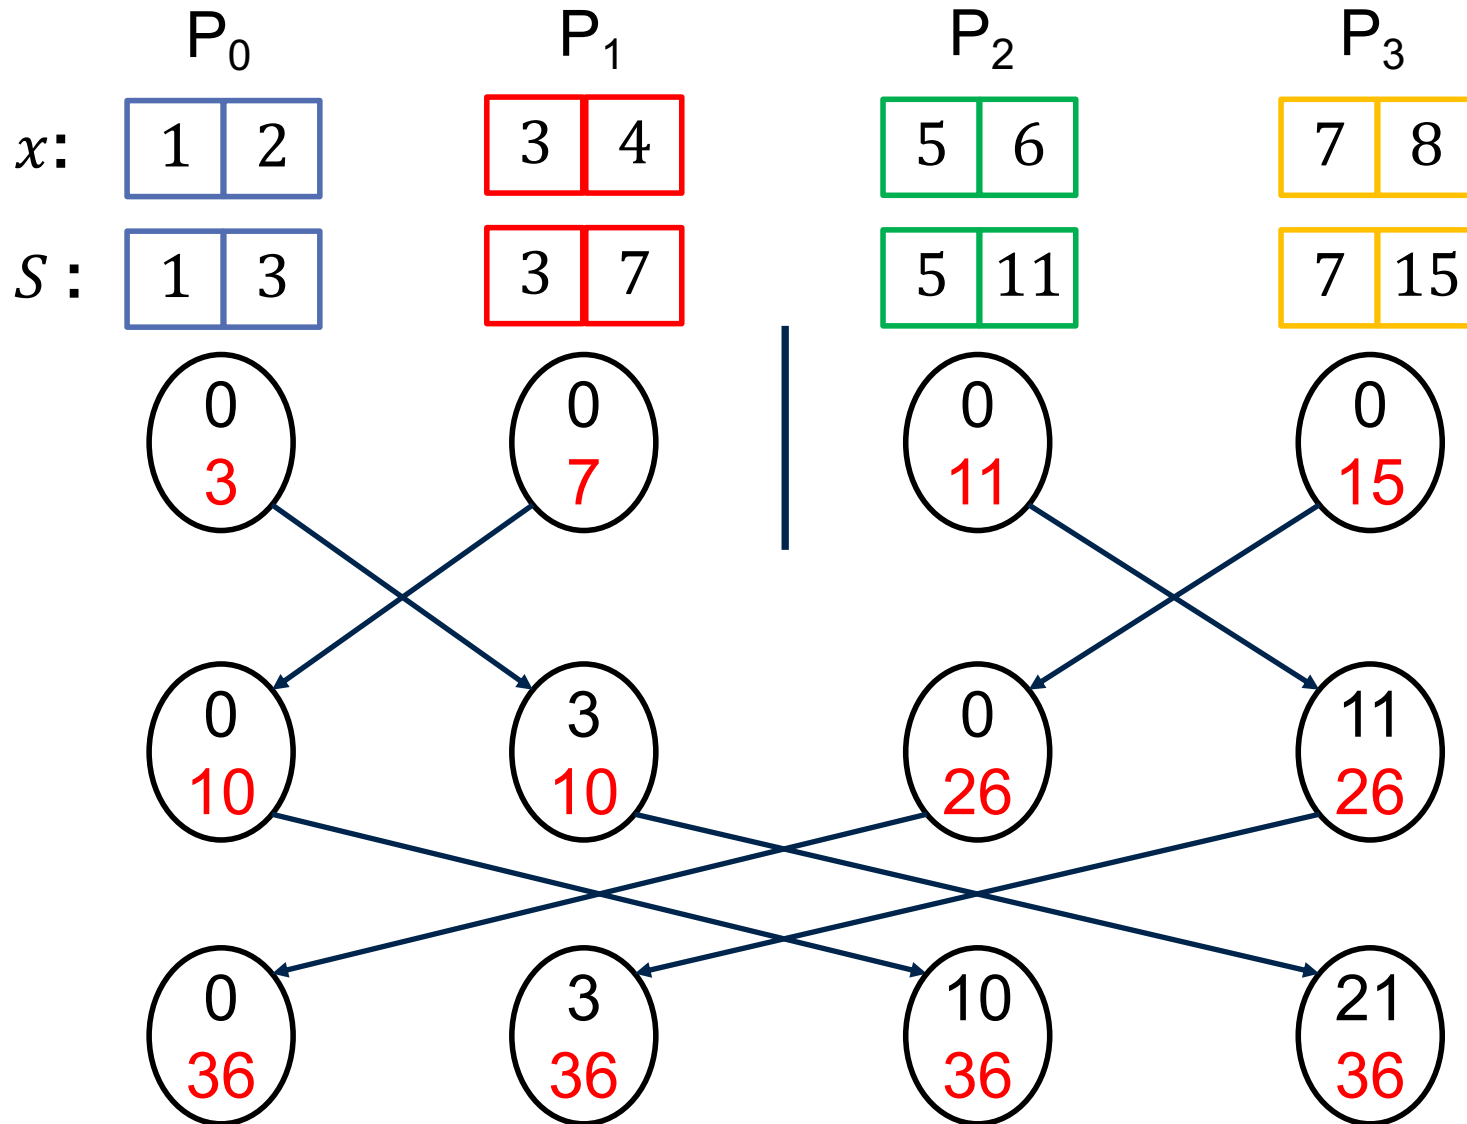 P₀ P₁ P₂ P₃
x: 1 2 3 4 5 6 7 8
S : 1 3 3 7 5 11 7 15
0 0 0 0
3 7 11 15
0 3 0 11
10 10 26 26
0 3 10 21
36 36 36 36